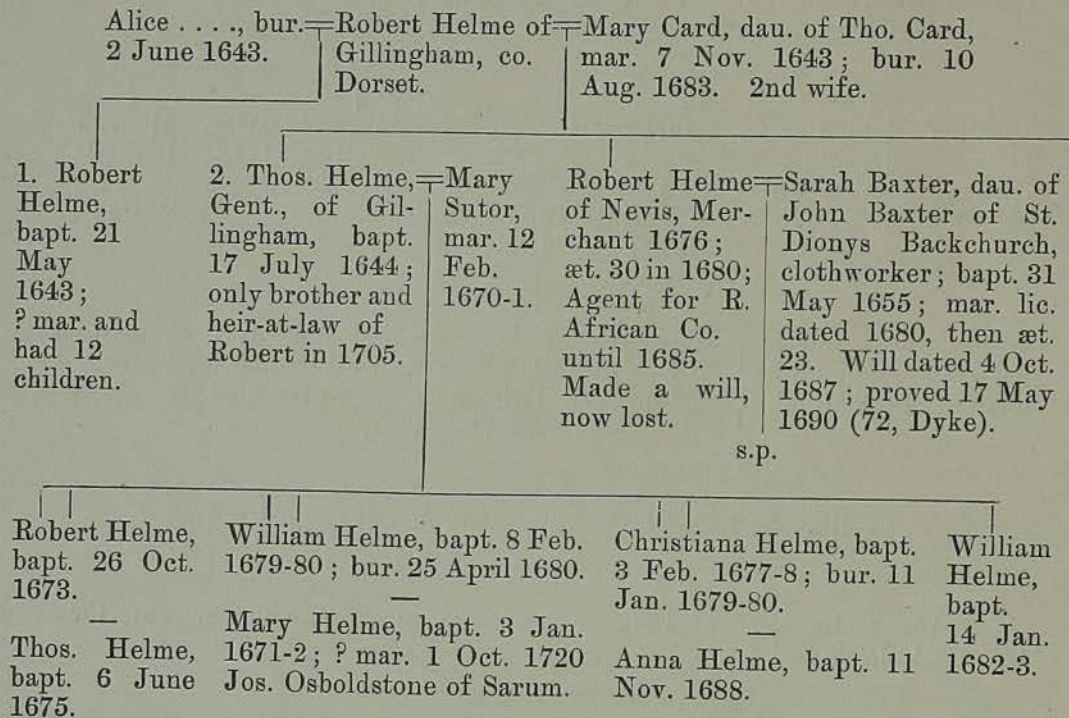 Alice . . . ., bur.
2 June 1643.
Robert Helme of
Gillingham, co.
Dorset.
Mary Card, dau. of Tho. Card,
mar. 7 Nov. 1643 ; bur. 10
Aug. 1683. 2nd wife.
1. Robert
Helme,
bapt. 21
May
1643 ;
? mar. and
had 12
children.
2. Thos. Helme,
Gent., of Gil-
lingham, bapt.
17 July 1644 ;
only brother and
heir-at-law of
Robert in 1705.
Mary
Sutor,
mar. 12
Feb.
1670-1.
Robert Helme
of Nevis, Mer-
chant 1676 ;
æt. 30 in 1680;
Agent for R.
African Co.
until 1685.
Made a will,
now lost.
Sarah Baxter, dau. of
John Baxter of St.
Dionys Backchurch,
clothworker ; bapt. 31
May 1655 ; mar. lic.
dated 1680, then æt.
23. Will dated 4 Oct.
1687 ; proved 17 May
1690 (72, Dyke).
s.p.
Robert Helme,
bapt. 26 Oct.
1673.
—
Thos. Helme,
bapt. 6 June
1675.
William Helme, bapt. 8 Feb.
1679-80 ; bur. 25 April 1680.
—
Mary Helme, bapt. 3 Jan.
1671-2 ; ? mar. 1 Oct. 1720
Jos. Osboldstone of Sarum.
Christiana Helme, bapt.
3 Feb. 1677-8 ; bur. 11
Jan. 1679-80.
—
Anna Helme, bapt. 11
Nov. 1688.
William
Helme,
bapt.
14 Jan.
1682-3.